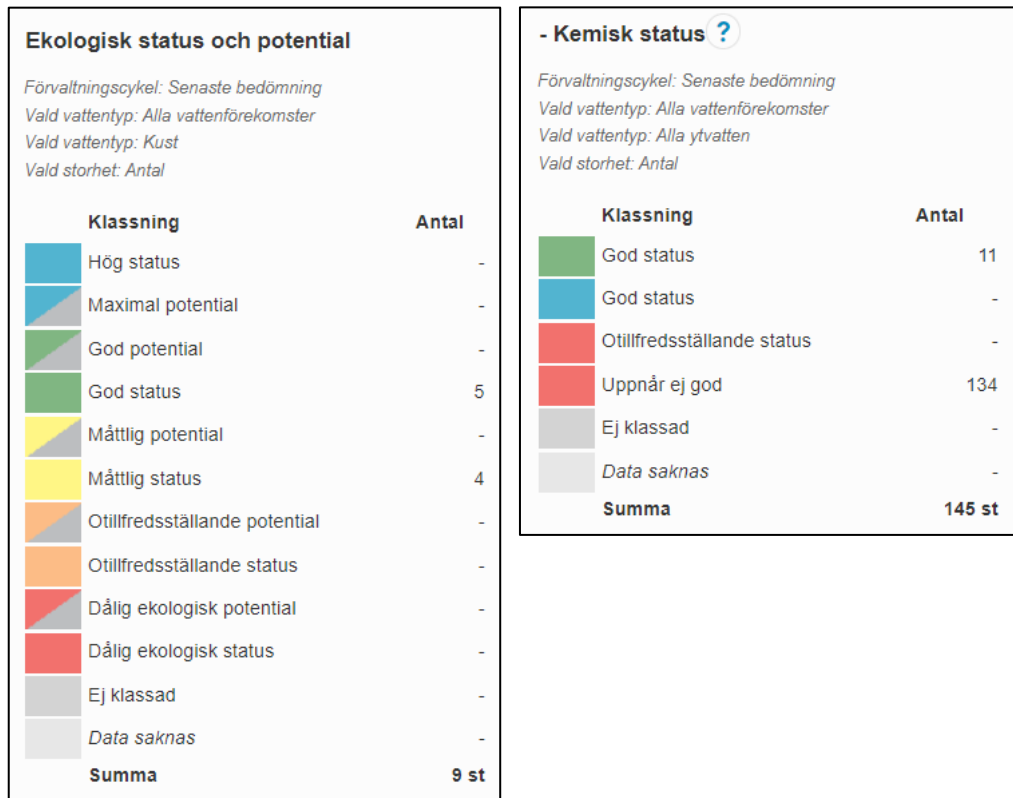 Ekologisk status och potential
Förvaltningscykel: Senaste bedömning
Vald vattentyp: Alla vattenförekomster
Vald vattentyp: Kust
Vald storhet: Antal
Klassning Antal
Hög status -
Maximal potential -
God potential -
God status 5
Måttlig potential -
Måttlig status 4
Otillfredsställande potential -
Otillfredsställande status -
Dålig ekologisk potential -
Dålig ekologisk status -
Ej klassad -
Data saknas -
Summa 9 st
- Kemisk status ?
Förvaltningscykel: Senaste bedömning
Vald vattentyp: Alla vattenförekomster
Vald vattentyp: Alla ytvatten
Vald storhet: Antal
Klassning Antal
God status 11
God status -
Otillfredsställande status -
Uppnår ej god 134
Ej klassad -
Data saknas -
Summa 145 st